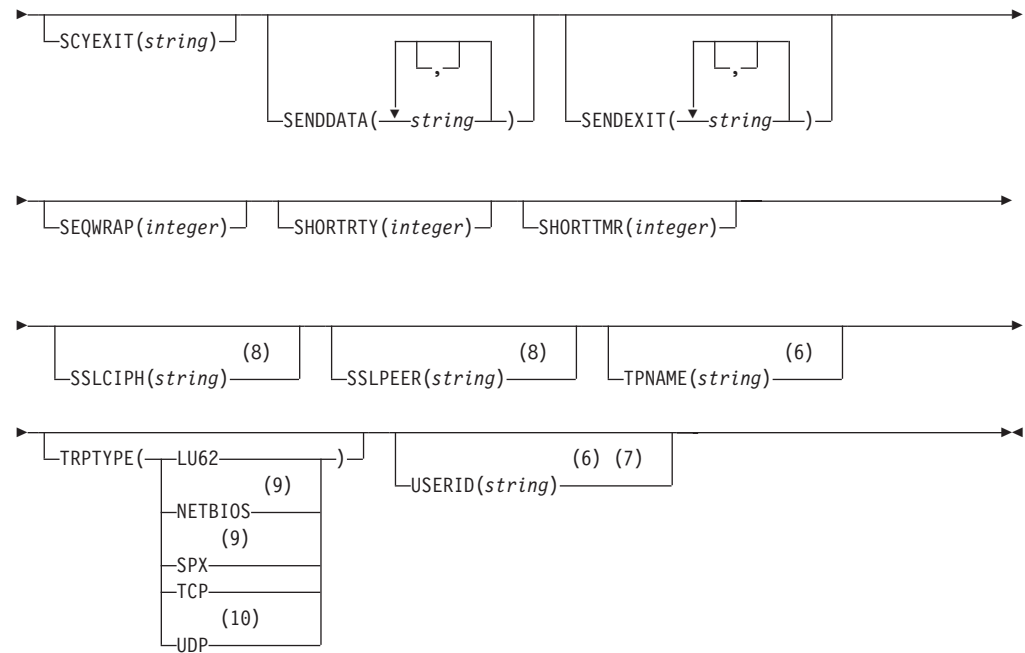 SCYEXIT(string)
, ,
SENDDATA( string ) SENDEXIT( string )
SEQWRAP(integer) SHORTRTY(integer) SHORTTMR(integer)
(8) (8) (6)
SSLCIPH(string) SSLPEER(string) TPNAME(string)
TRPTYPE( LU62 ) (6) (7)
(9) USERID(string)
NETBIOS
(9)
SPX
TCP
(10)
UDP